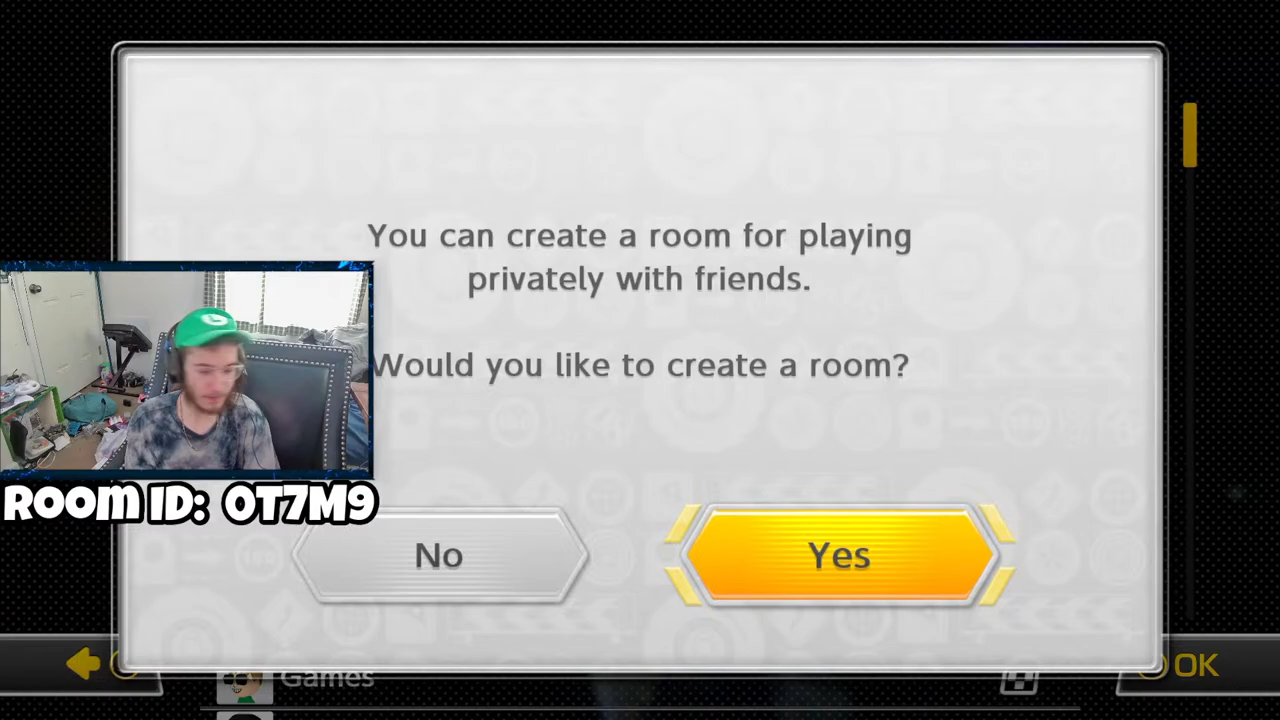 You can create a room for playing
privately with friends.
Would you like to create a room?
L
ROOM ID: OT7M9
No
Yes
Games
OK